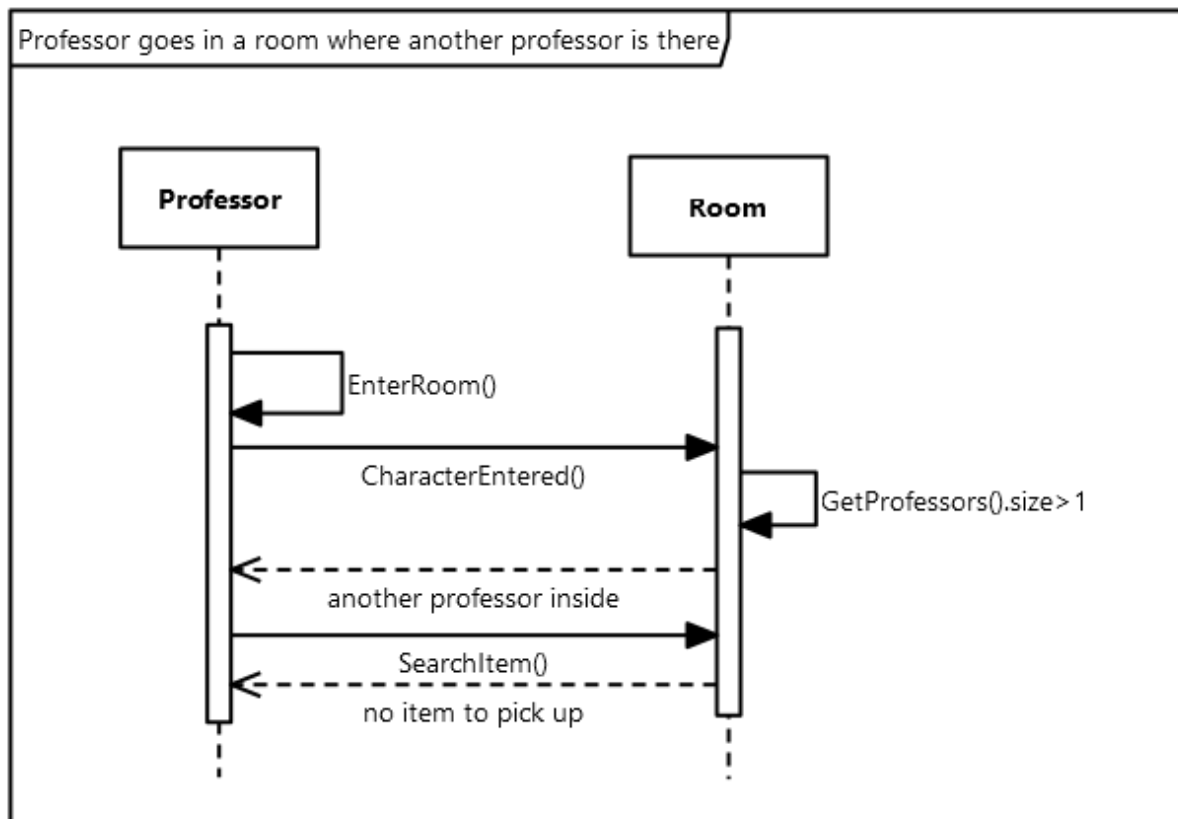 Professor goes in a room where another professor is there
Professor
Room
EnterRoom()
CharacterEntered()
GetProfessors().size>1
another professor inside
SearchItem()
no item to pick up